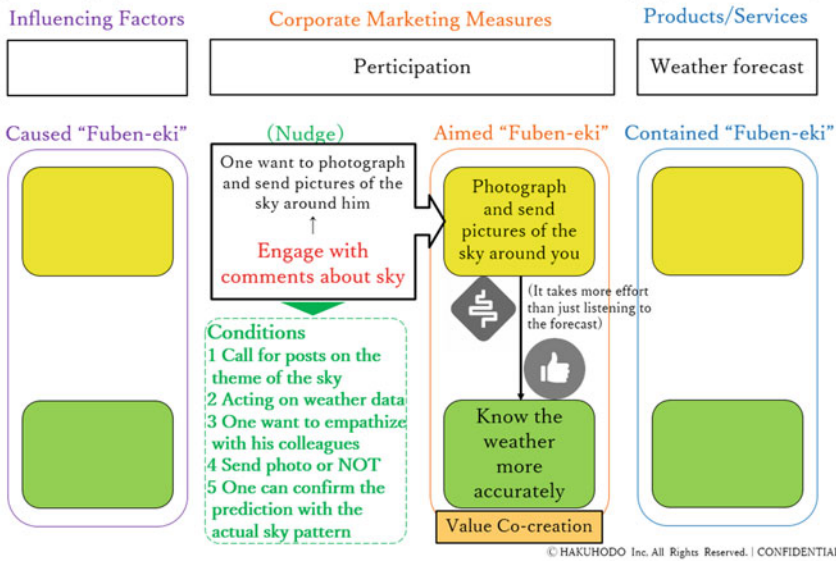 Influencing Factors
Corporate Marketing Measures
Products/Services
Perticipation
Weather forecast
Caused “Fuben-eki”
(Nudge)
Aimed “Fuben-eki”
Contained “Fuben-eki”
One want to photograph
and send pictures of the
sky around him
↑
Engage with
comments about sky
Photograph
and send
pictures of the
sky around you
(It takes more effort
than just listening to
the forecast)
Conditions
1 Call for posts on the
theme of the sky
2 Acting on weather data
3 One want to empathize
with his colleagues
4 Send photo or NOT
5 One can confirm the
prediction with the
actual sky pattern
Know the
weather
more
accurately
Value Co-creation
© HAKUHODO Inc. All Rights Reserved. | CONFIDENTIAL